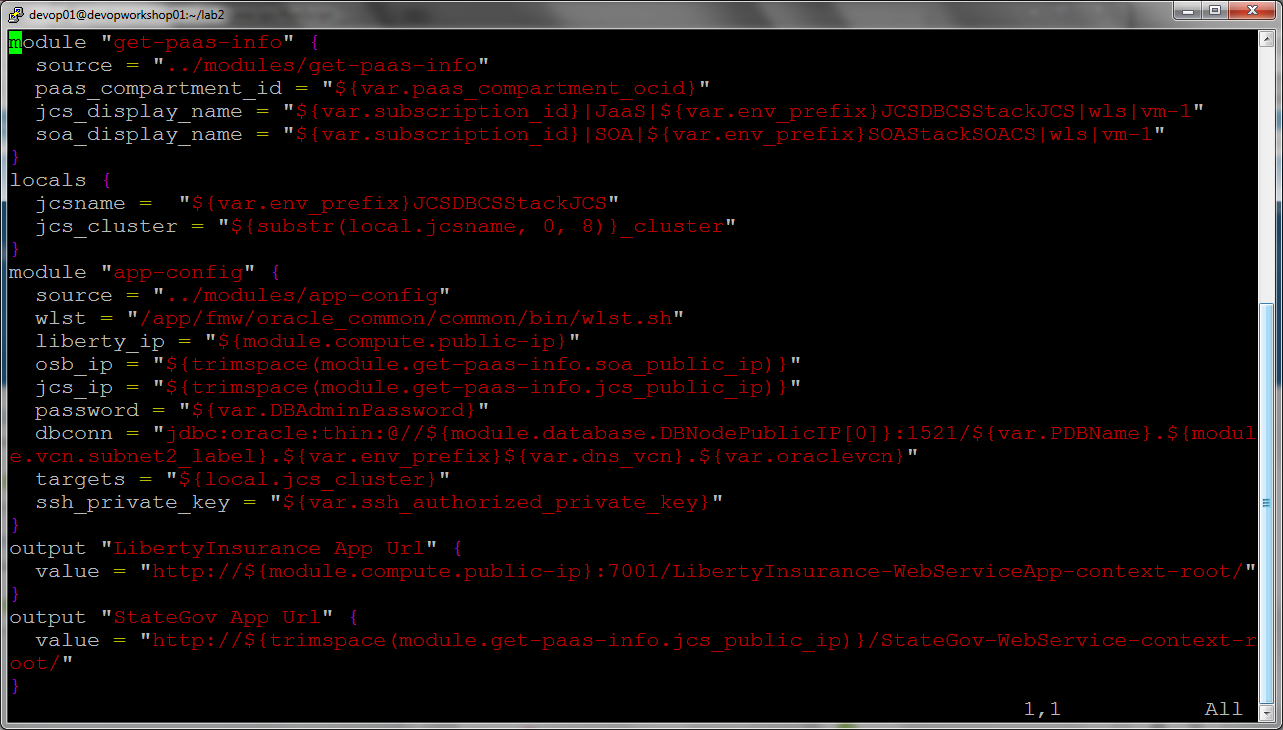 devop01@devopworkshop01:~/lab2
module "get-paas-info" {
  source = "../modules/get-paas-info"
  paas_compartment_id = "${var.paas_compartment_ocid}"
  jcs_display_name = "${var.subscription_id}|JaaS|${var.env_prefix}JCSDBCSStackJCS|wls|vm-1"
  soa_display_name = "${var.subscription_id}|SOA|${var.env_prefix}SOAStackSOACS|wls|vm-1"
}
locals {
  jcsname =  "${var.env_prefix}JCSDBCSStackJCS"
  jcs_cluster = "${substr(local.jcsname, 0, 8)}_cluster"
}
module "app-config" {
  source = "../modules/app-config"
  wlst = "/app/fmw/oracle_common/common/bin/wlst.sh"
  liberty_ip = "${module.compute.public-ip}"
  osb_ip = "${trimspace(module.get-paas-info.soa_public_ip)}"
  jcs_ip = "${trimspace(module.get-paas-info.jcs_public_ip)}"
  password = "${var.DBAdminPassword}"
  dbconn = "jdbc:oracle:thin:@//${module.database.DBNodePublicIP[0]}:1521/${var.PDBName}.${modul
e.vcn.subnet2_label}.${var.env_prefix}${var.dns_vcn}.${var.oraclevcn}"
  targets = "${local.jcs_cluster}"
  ssh_private_key = "${var.ssh_authorized_private_key}"
}
output "LibertyInsurance App Url" {
  value = "http://${module.compute.public-ip}:7001/LibertyInsurance-WebServiceApp-context-root/"
}
output "StateGov App Url" {
  value = "http://${trimspace(module.get-paas-info.jcs_public_ip)}/StateGov-WebService-context-r
oot/"
}
1,1 All